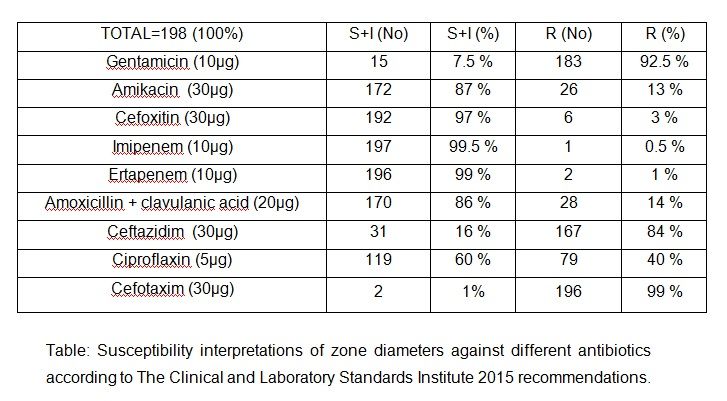 TOTAL=198 (100%) S+I (No) S+I (%) R (No) R (%)
Gentamicin (10µg) 15 7.5 % 183 92.5 %
Amikacin (30µg) 172 87 % 26 13 %
Cefoxitin (30µg) 192 97 % 6 3 %
Imipenem (10µg) 197 99.5 % 1 0.5 %
Ertapenem (10µg) 196 99 % 2 1 %
Amoxicillin + clavulanic acid (20µg) 170 86 % 28 14 %
Ceftazidim (30µg) 31 16 % 167 84 %
Ciproflaxin (5µg) 119 60 % 79 40 %
Cefotaxim (30µg) 2 1% 196 99 %
Table: Susceptibility interpretations of zone diameters against different antibiotics
according to The Clinical and Laboratory Standards Institute 2015 recommendations.